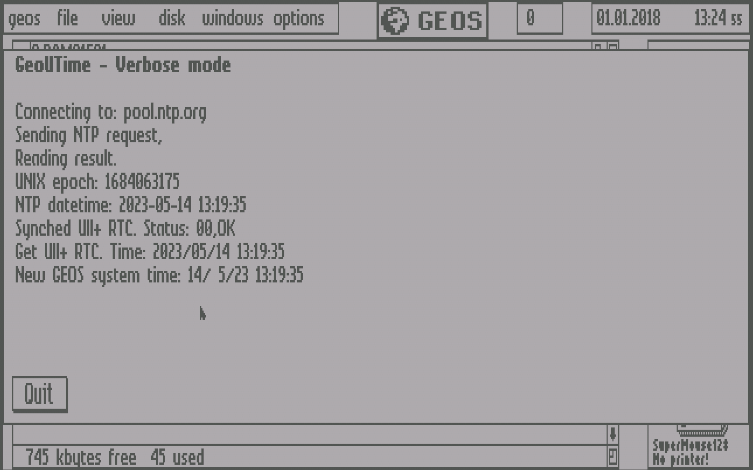 geos file view disk windows options
GEOS
0
01.01.2018 13:24 ss
GeoUTime - Verbose mode
Connecting to: pool.ntp.org
Sending NTP request,
Reading result.
UNIX epoch: 1684063175
NTP datetime: 2023-05-14 13:19:35
Synched UII+ RTC. Status: 00,OK
Get UII+ RTC. Time: 2023/05/14 13:19:35
New GEOS system time: 14/ 5/23 13:19:35
Quit
745 kbytes free 45 used
SuperMouse128
No printer!